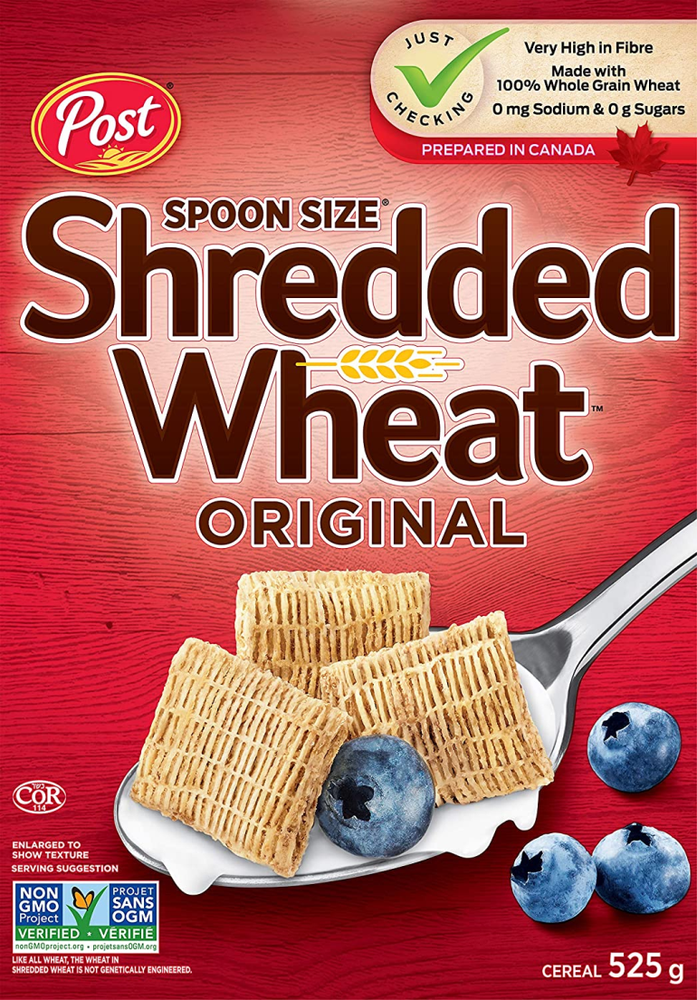 JUST
CHECKING
Very High in Fibre
Made with
100% Whole Grain Wheat
0 mg Sodium & 0 g Sugars
PREPARED IN CANADA
Post®
SPOON SIZE®
Shredded
Wheat™
ORIGINAL
כשר
COR
114
ENLARGED TO
SHOW TEXTURE
SERVING SUGGESTION
NON
GMO
Project
PROJET
SANS
OGM
VERIFIED • VÉRIFIÉ
nonGMOproject.org • projetsansOGM.org
LIKE ALL WHEAT, THE WHEAT IN
SHREDDED WHEAT IS NOT GENETICALLY ENGINEERED.
CEREAL 525 g